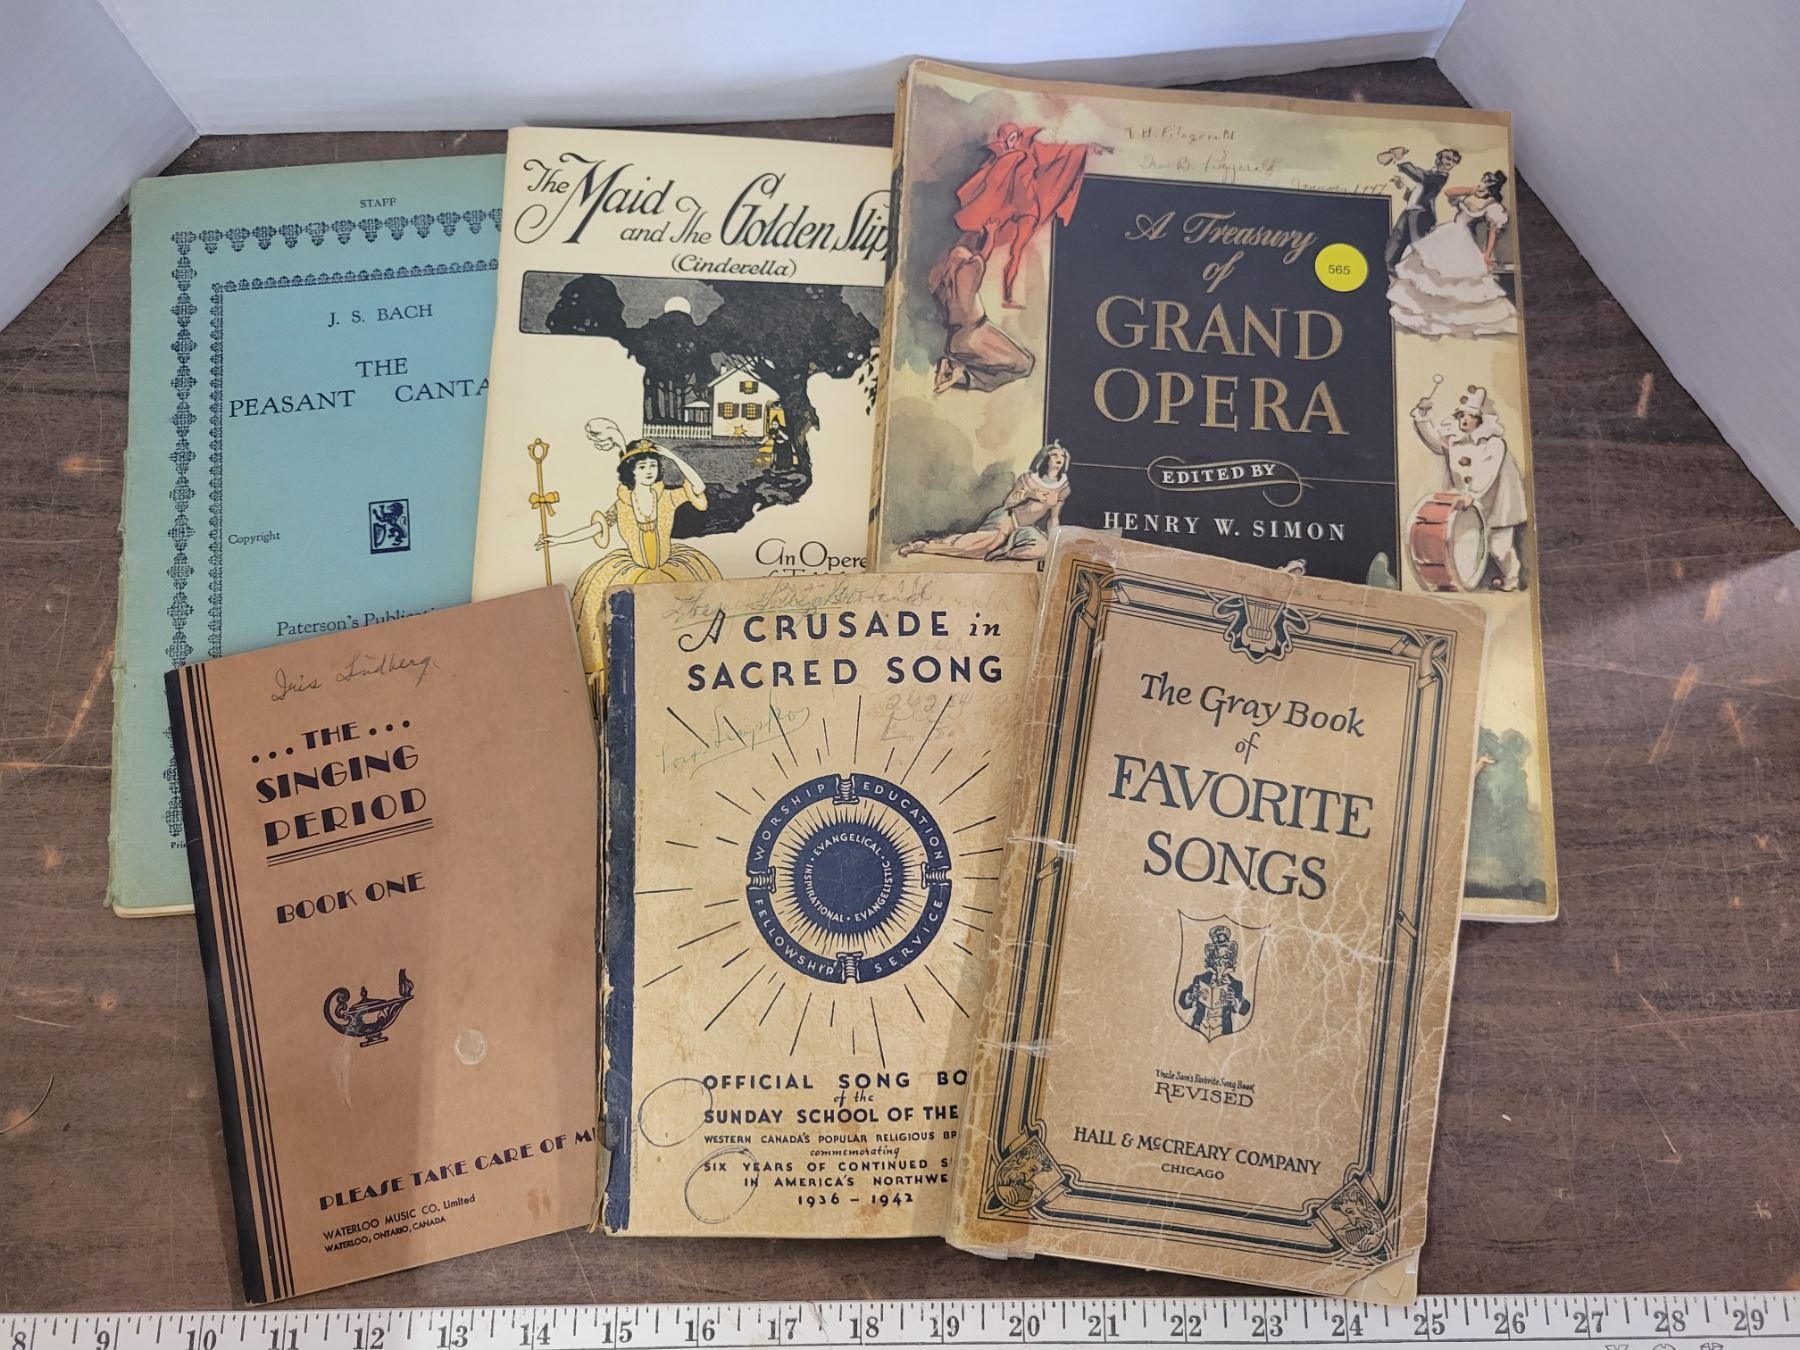 STAFF
J. S. BACH
THE
PEASANT CANTA
Copyright
Paterson's Publicati
The Maid
and The Golden Slip
(Cinderella)
An Opere
January 1947
A Treasury
of
GRAND
OPERA
565
EDITED BY
HENRY W. SIMON
Iris Lindberg
...THE...
SINGING
PERIOD
BOOK ONE
PLEASE TAKE CARE OF M
WATERLOO MUSIC CO. Limited
WATERLOO, ONTARIO, CANADA
A CRUSADE in
SACRED SONG
WORSHIP EDUCATION
FELLOWSHIP SERVICE
EVANGELICAL
INSPIRATIONAL • EVANGELISTIC
OFFICIAL SONG BO
of the
SUNDAY SCHOOL OF THE
WESTERN CANADA'S POPULAR RELIGIOUS BR
commemorating
SIX YEARS OF CONTINUED S
IN AMERICA'S NORTHWE
1936 - 1942
The Gray Book
of
FAVORITE
SONGS
Uncle Sam's Favorite Song Book
REVISED
HALL & McCREARY COMPANY
CHICAGO
8 9 10 11 12 13 14 15 16 17 18 19 20 21 22 23 24 25 26 27 28 29